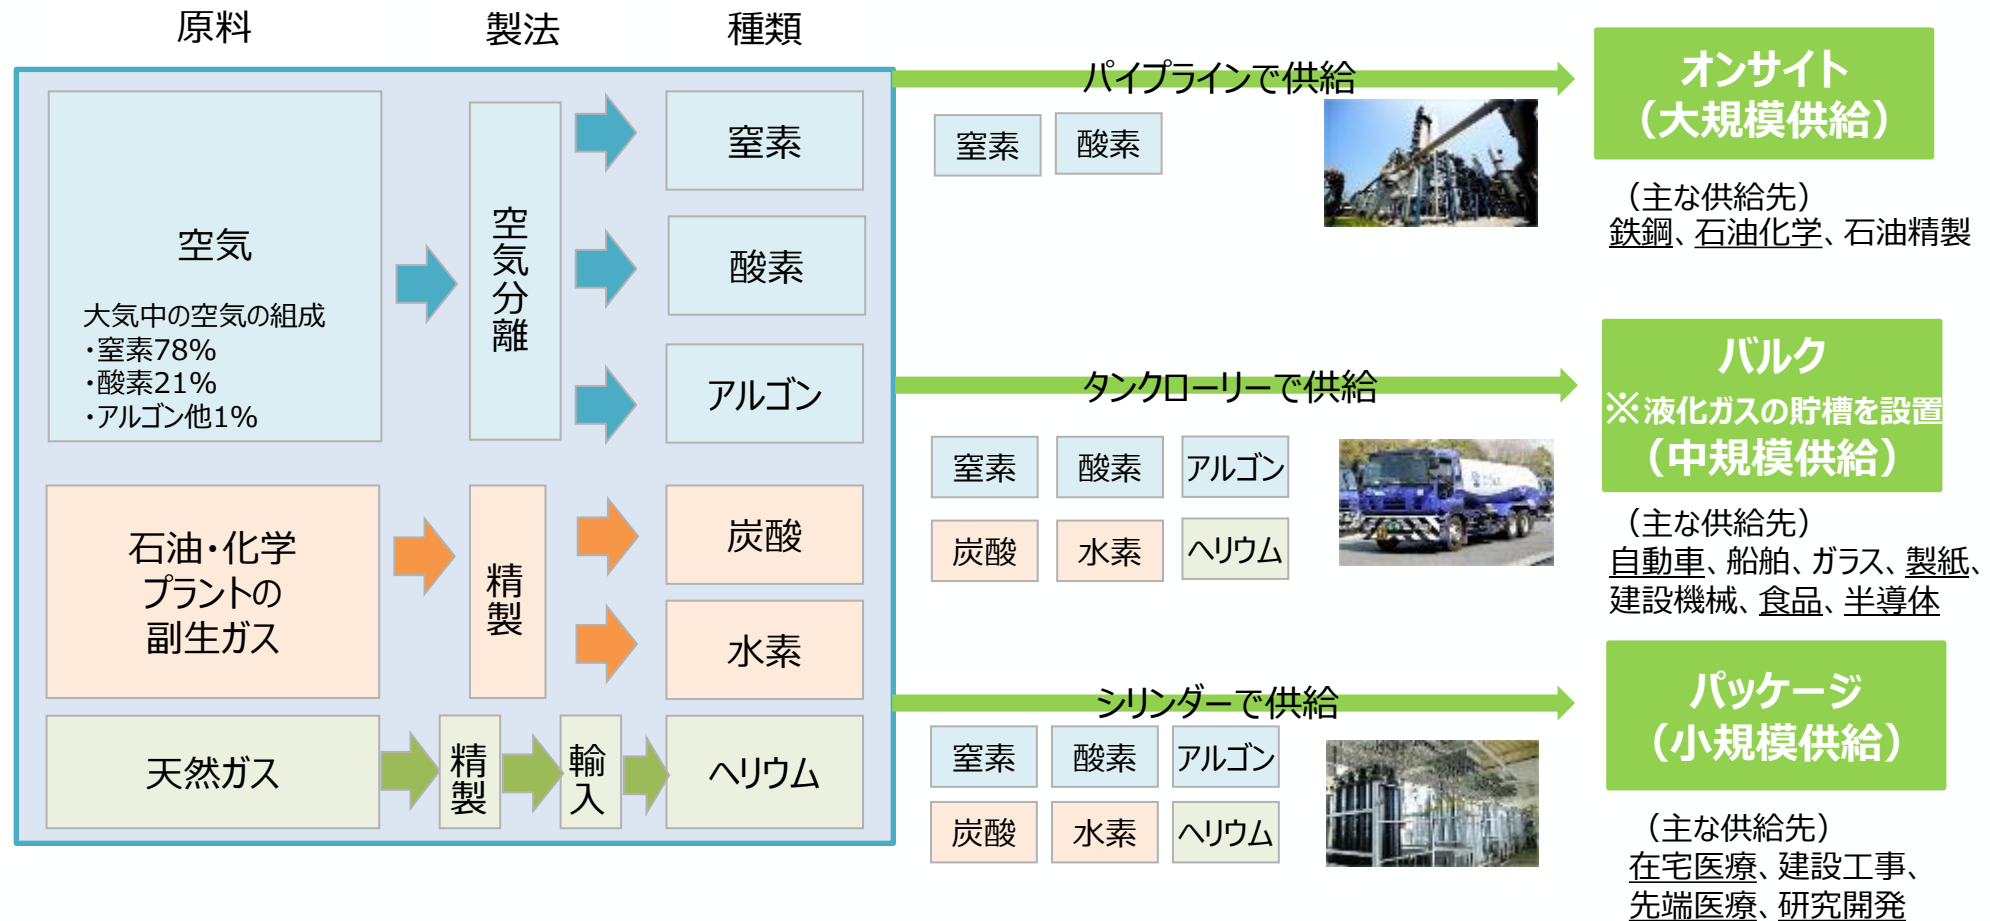 原料
製法
種類
空気
大気中の空気の組成
・窒素78%
・酸素21%
・アルゴン他1%
空気分離
窒素
酸素
アルゴン
石油・化学
プラントの
副生ガス
精製
炭酸
水素
天然ガス
精製
輸入
ヘリウム
パイプラインで供給
窒素
酸素
オンサイト
（大規模供給）
（主な供給先）
鉄鋼、石油化学、石油精製
タンクローリーで供給
窒素
酸素
アルゴン
炭酸
水素
ヘリウム
バルク
※液化ガスの貯槽を設置
（中規模供給）
（主な供給先）
自動車、船舶、ガラス、製紙、
建設機械、食品、半導体
シリンダーで供給
窒素
酸素
アルゴン
炭酸
水素
ヘリウム
パッケージ
（小規模供給）
（主な供給先）
在宅医療、建設工事、
先端医療、研究開発